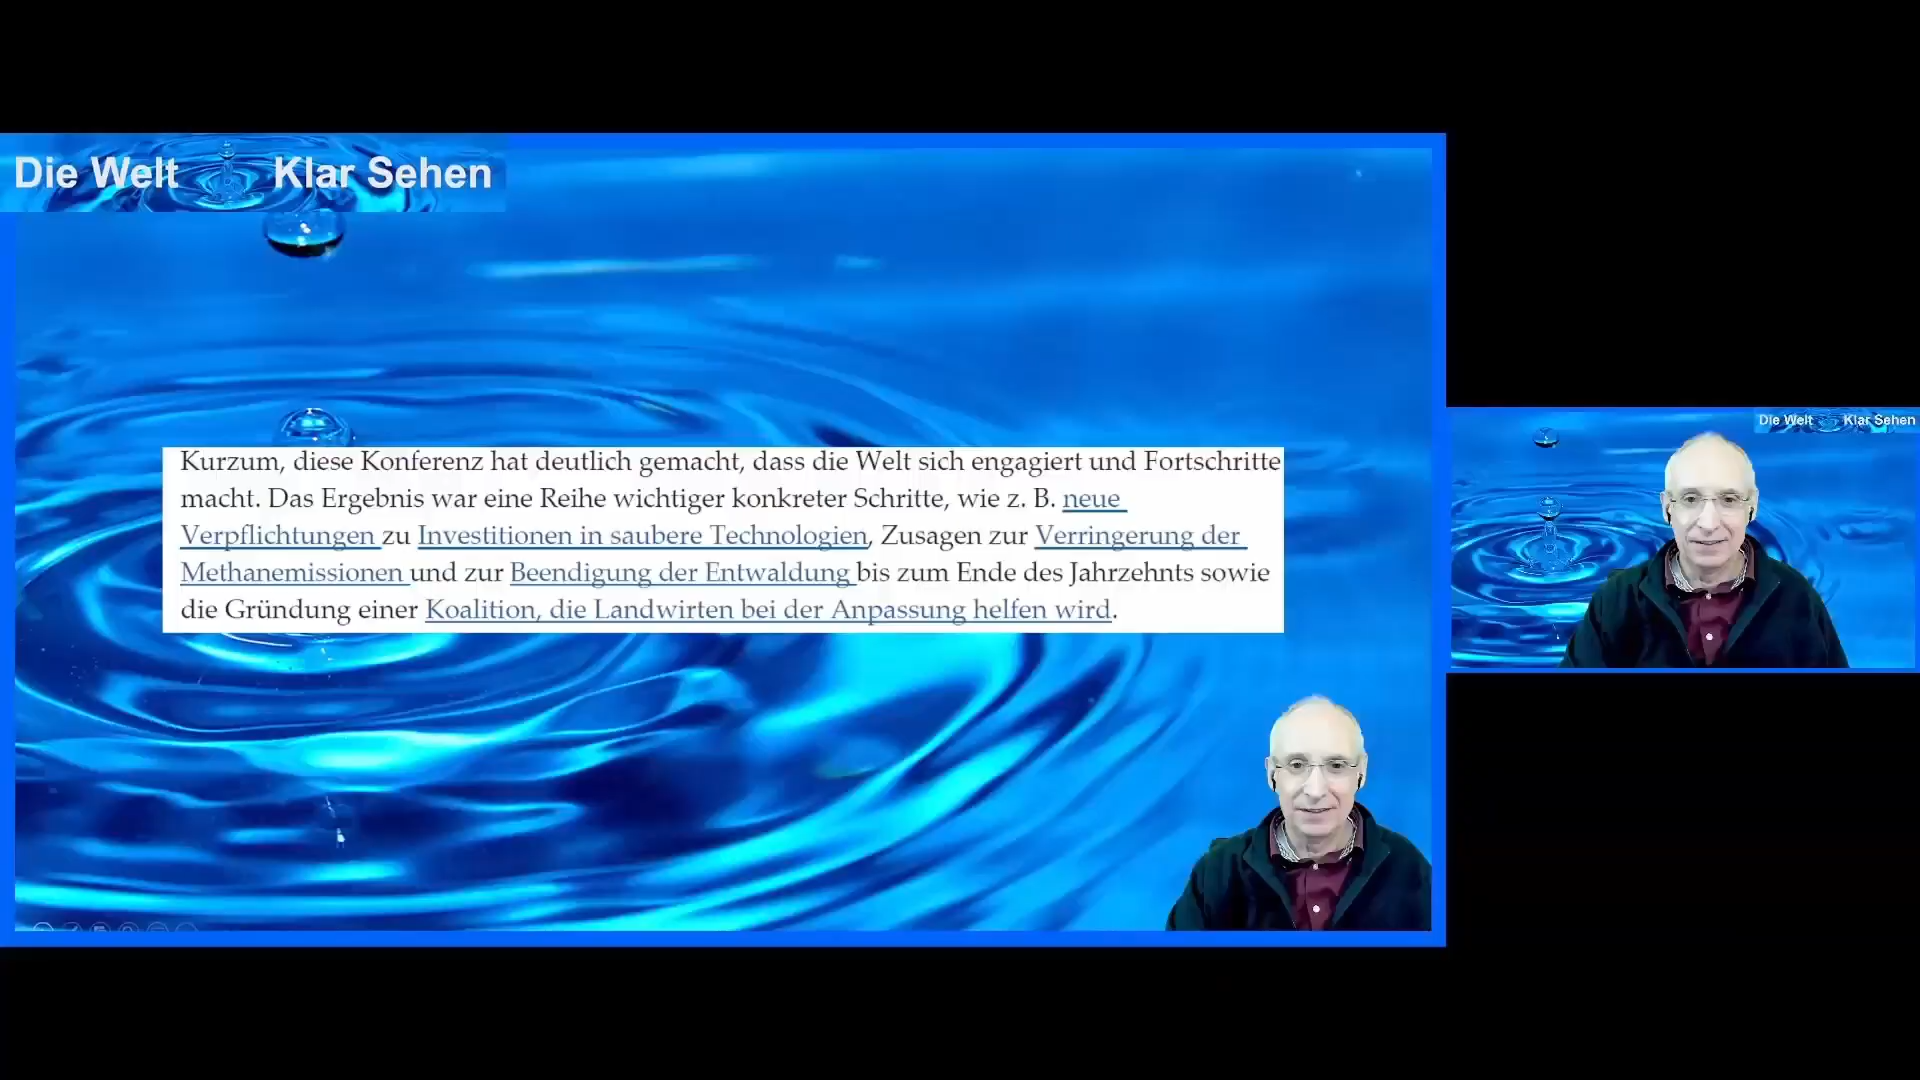 Die Welt Klar Sehen
Kurzum, diese Konferenz hat deutlich gemacht, dass die Welt sich engagiert und Fortschritte
macht. Das Ergebnis war eine Reihe wichtiger konkreter Schritte, wie z. B. neue
Verpflichtungen zu Investitionen in saubere Technologien, Zusagen zur Verringerung der
Methanemissionen und zur Beendigung der Entwaldung bis zum Ende des Jahrzehnts sowie
die Gründung einer Koalition, die Landwirten bei der Anpassung helfen wird.
Die Welt Klar Sehen